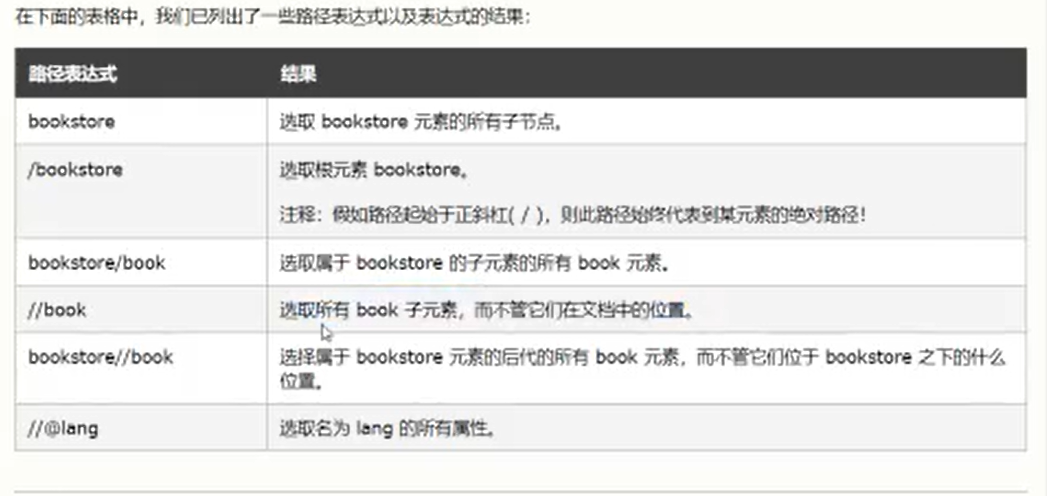 在下面的表格中，我们已列出了一些路径表达式以及表达式的结果：
路径表达式 结果
bookstore 选取 bookstore 元素的所有子节点。
/bookstore 选取根元素 bookstore。
注释：假如路径起始于正斜杠( / )，则此路径始终代表到某元素的绝对路径！
bookstore/book 选取属于 bookstore 的子元素的所有 book 元素。
//book 选取所有 book 子元素，而不管它们在文档中的位置。
bookstore//book 选择属于 bookstore 元素的后代的所有 book 元素，而不管它们位于 bookstore 之下的什么
位置。
//@lang 选取名为 lang 的所有属性。